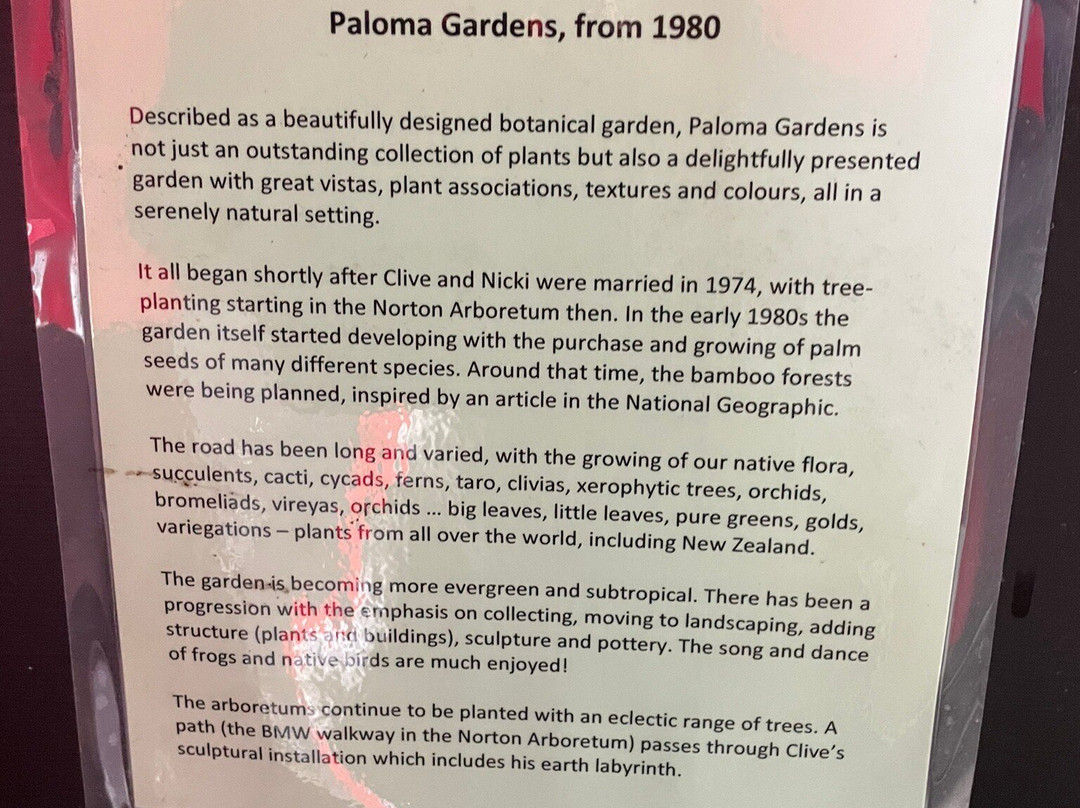 Paloma Gardens, from 1980
Described as a beautifully designed botanical garden, Paloma Gardens is
not just an outstanding collection of plants but also a delightfully presented
garden with great vistas, plant associations, textures and colours, all in a
serenely natural setting.
It all began shortly after Clive and Nicki were married in 1974, with tree-
planting starting in the Norton Arboretum then. In the early 1980s the
garden itself started developing with the purchase and growing of palm
seeds of many different species. Around that time, the bamboo forests
were being planned, inspired by an article in the National Geographic.
The road has been long and varied, with the growing of our native flora,
succulents, cacti, cycads, ferns, taro, clivias, xerophytic trees, orchids,
bromeliads, vireyas, orchids ... big leaves, little leaves, pure greens, golds,
variegations – plants from all over the world, including New Zealand.
The garden is becoming more evergreen and subtropical. There has been a
progression with the emphasis on collecting, moving to landscaping, adding
structure (plants and buildings), sculpture and pottery. The song and dance
of frogs and native birds are much enjoyed!
The arboretums continue to be planted with an eclectic range of trees. A
path (the BMW walkway in the Norton Arboretum) passes through Clive's
sculptural installation which includes his earth labyrinth.